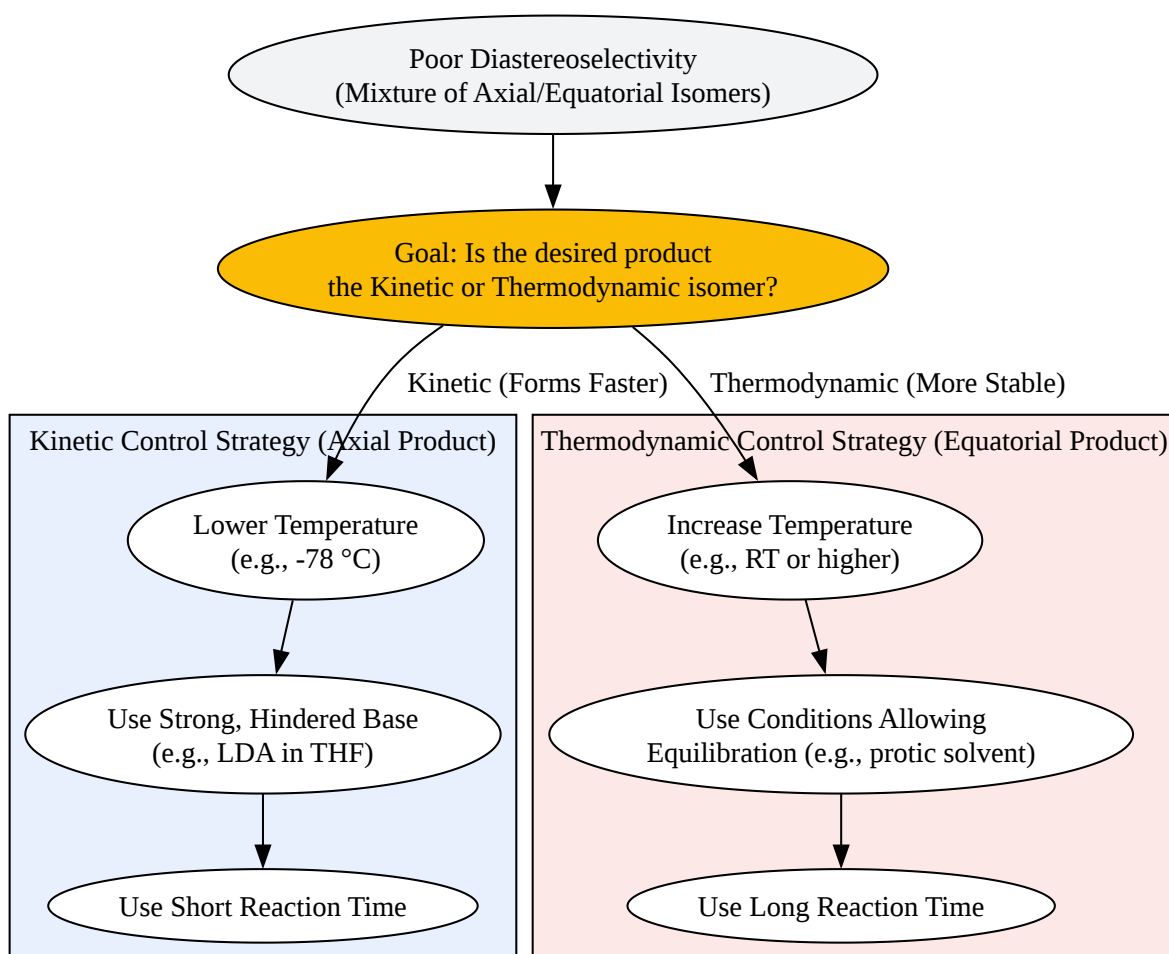 Poor Diastereoselectivity
(Mixture of Axial/Equatorial Isomers)
Goal: Is the desired product
the Kinetic or Thermodynamic isomer?
Kinetic (Forms Faster)
Thermodynamic (More Stable)
Kinetic Control Strategy (Axial Product)
Lower Temperature
(e.g., -78 °C)
Use Strong, Hindered Base
(e.g., LDA in THF)
Use Short Reaction Time
Thermodynamic Control Strategy (Equatorial Product)
Increase Temperature
(e.g., RT or higher)
Use Conditions Allowing
Equilibration (e.g., protic solvent)
Use Long Reaction Time